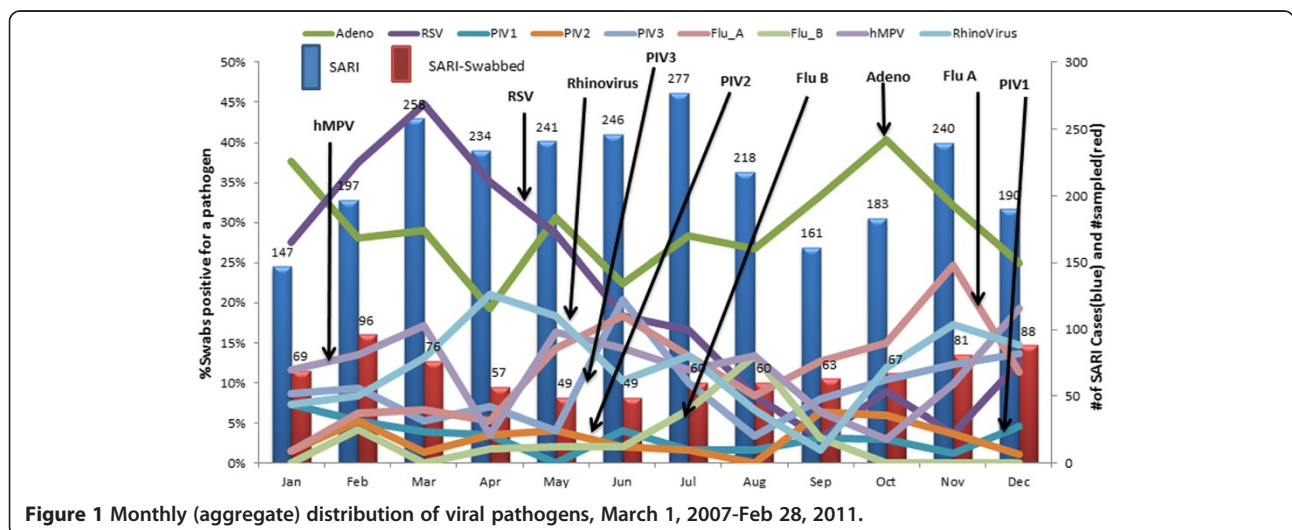 Adeno RSV PIV1 PIV2 PIV3 Flu_A Flu_B hMPV RhinoVirus
SARI SARI-Swabbed
%Swabs positive for a pathogen
50%
45%
40%
35%
30%
25%
20%
15%
10%
5%
0%
hMPV
RSV
Rhinovirus
PIV3
PIV2
Flu B
Adeno
Flu A
PIV1
147 197 258 234 241 246 277 218 161 183 240 190
69 96 76 57 49 49 60 60 63 67 81 88
300
250
200
150
100
50
0
#of SARI Cases(blue) and #sampled(red)
Jan Feb Mar Apr May Jun Jul Aug Sep Oct Nov Dec
Figure 1 Monthly (aggregate) distribution of viral pathogens, March 1, 2007-Feb 28, 2011.